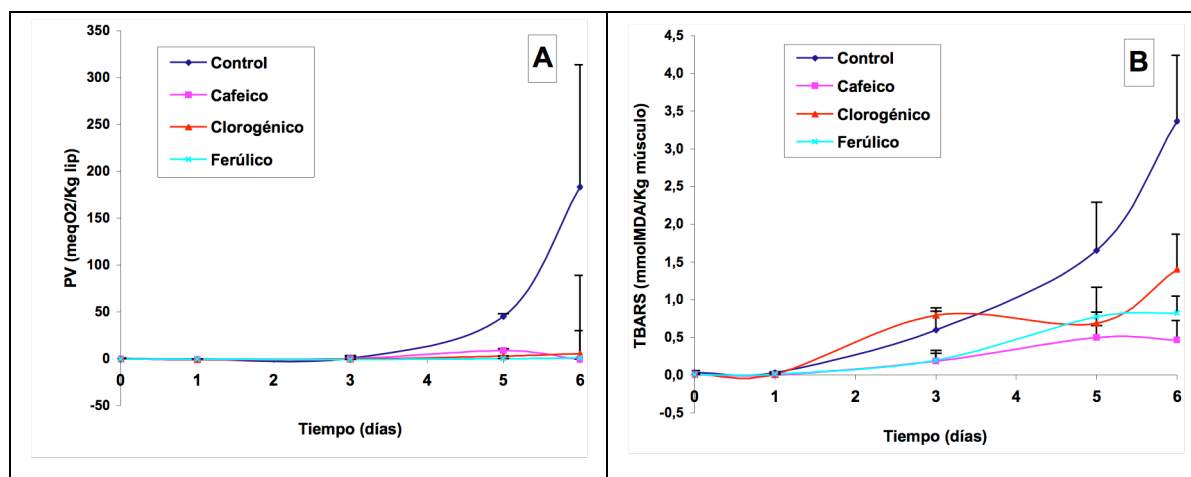 A
PV (meqO2/Kg lip)
350
300
250
200
150
100
50
0
-50
Control
Cafeico
Clorogénico
Ferúlico
0 1 2 3 4 5 6
Tiempo (días)
B
TBARS (mmolMDA/Kg músculo)
4,5
4,0
3,5
3,0
2,5
2,0
1,5
1,0
0,5
0,0
-0,5
Control
Cafeico
Clorogénico
Ferúlico
0 1 2 3 4 5 6
Tiempo (días)